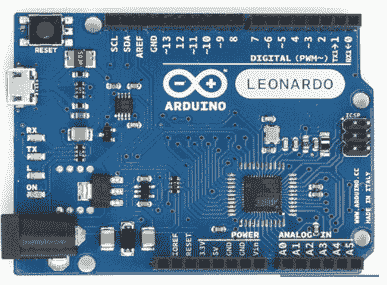 RESET
SCL
SDA
AREF
GND
~13
12
~11
~10
~9
8
7
~6
~5
4
~3
2
TX→1
RX←0
DIGITAL (PWM~)
ARDUINO
LEONARDO
ICSP
RX
TX
L
ON
WWW.ARDUINO.CC
MADE IN ITALY
POWER
ANALOG IN
IOREF
RESET
5V
GND
GND
Vin
A0
A1
A2
A3
A4
A5